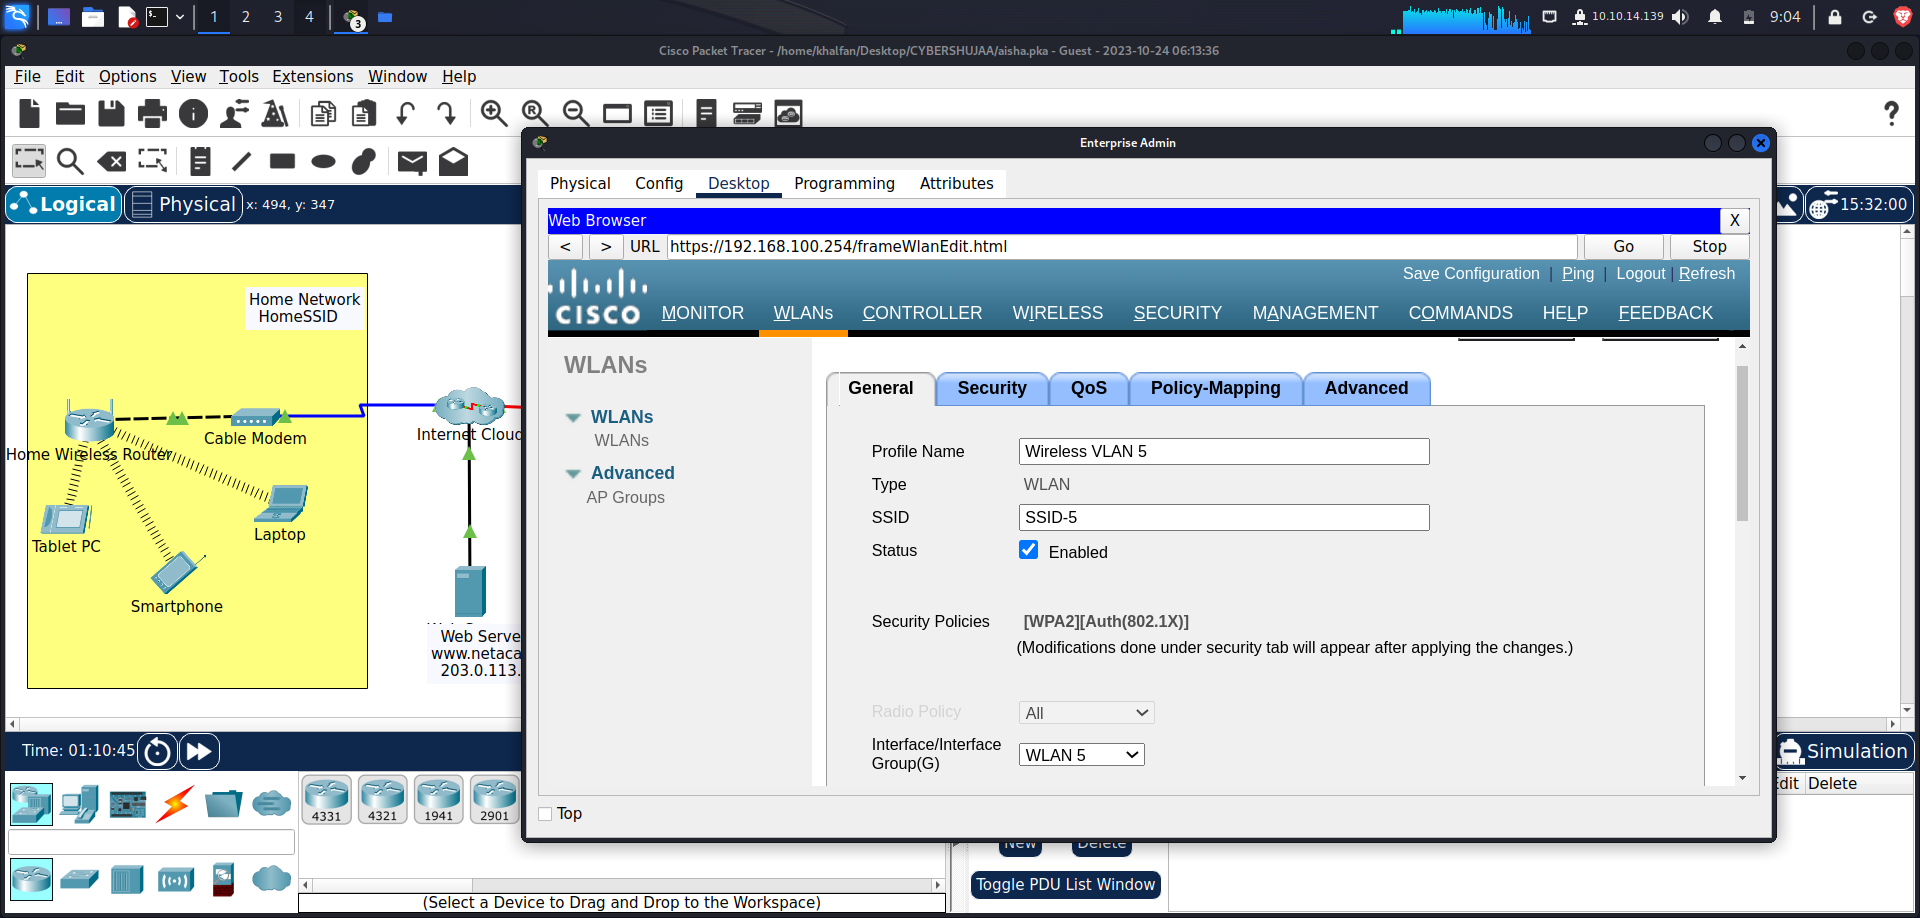 1 2 3 4 3 10.10.14.139 9:04
Cisco Packet Tracer - /home/khalfan/Desktop/CYBERSHUJAA/aisha.pka - Guest - 2023-10-24 06:13:36
File Edit Options View Tools Extensions Window Help
Enterprise Admin
Physical Config Desktop Programming Attributes
Logical Physical x: 494, y: 347
15:32:00
Web Browser X
< > URL https://192.168.100.254/frameWlanEdit.html Go Stop
Save Configuration | Ping | Logout | Refresh
CISCO MONITOR WLANs CONTROLLER WIRELESS SECURITY MANAGEMENT COMMANDS HELP FEEDBACK
WLANs
WLANs
WLANs
Advanced
AP Groups
General Security QoS Policy-Mapping Advanced
Profile Name Wireless VLAN 5
Type WLAN
SSID SSID-5
Status Enabled
Security Policies [WPA2][Auth(802.1X)]
(Modifications done under security tab will appear after applying the changes.)
Radio Policy All
Interface/Interface
Group(G) WLAN 5
Top
Home Network
HomeSSID
Cable Modem
Internet Cloud
Home Wireless Router
Tablet PC
Laptop
Smartphone
Web Serve
www.netaca
203.0.113.
Time: 01:10:45
Simulation
4331 4321 1941 2901
dit Delete
New Delete
Toggle PDU List Window
(Select a Device to Drag and Drop to the Workspace)